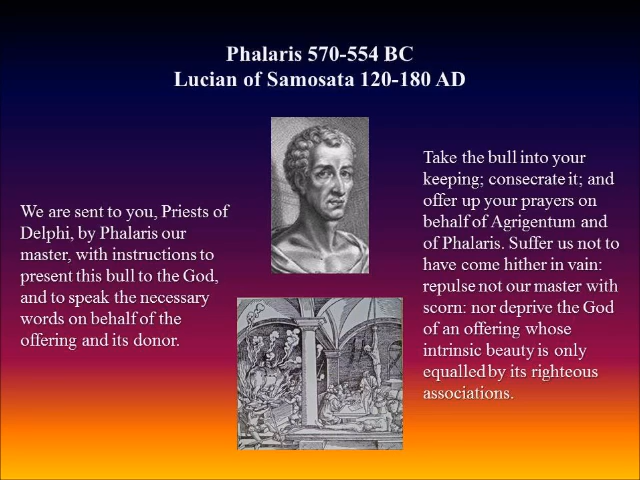 Phalaris 570-554 BC
Lucian of Samosata 120-180 AD
We are sent to you, Priests of
Delphi, by Phalaris our
master, with instructions to
present this bull to the God,
and to speak the necessary
words on behalf of the
offering and its donor.
Take the bull into your
keeping; consecrate it; and
offer up your prayers on
behalf of Agrigentum and
of Phalaris. Suffer us not to
have come hither in vain:
repulse not our master with
scorn: nor deprive the God
of an offering whose
intrinsic beauty is only
equalled by its righteous
associations.